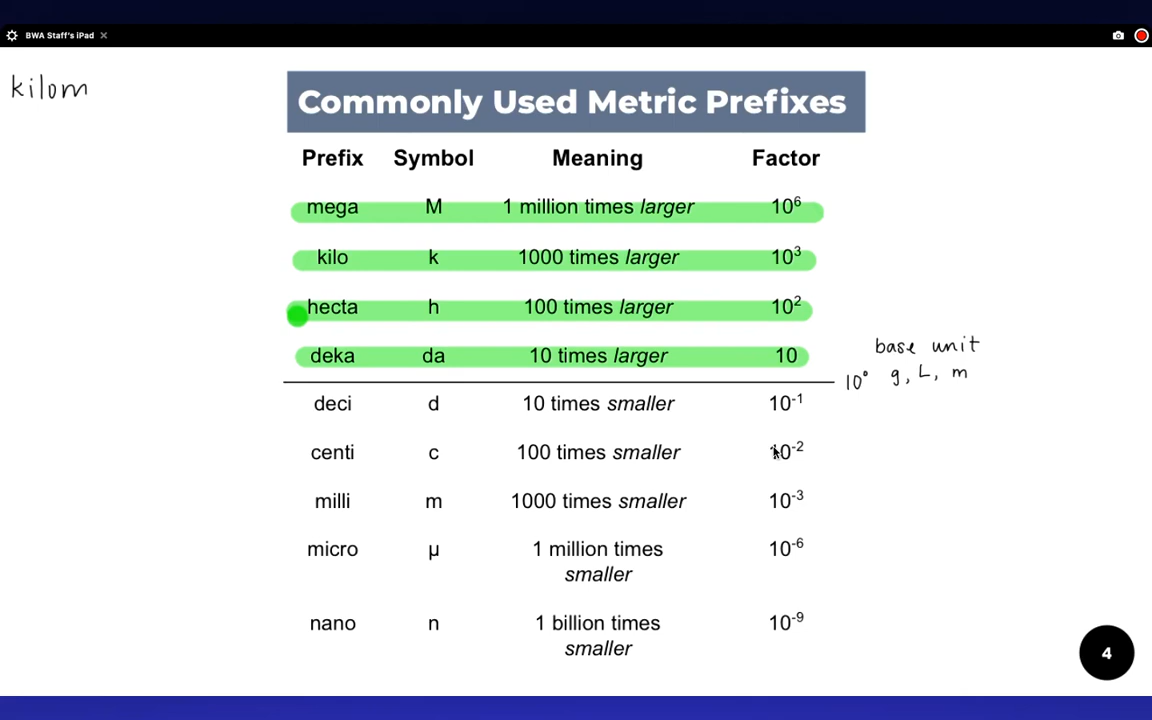 BWA Staff's iPad
kilom
Commonly Used Metric Prefixes
Prefix Symbol Meaning Factor
mega M 1 million times larger 10⁶
kilo k 1000 times larger 10³
hecta h 100 times larger 10²
deka da 10 times larger 10
base unit
10⁰ g, L, m
deci d 10 times smaller 10⁻¹
centi c 100 times smaller 10⁻²
milli m 1000 times smaller 10⁻³
micro µ 1 million times 10⁻⁶
smaller
nano n 1 billion times 10⁻⁹
smaller
4